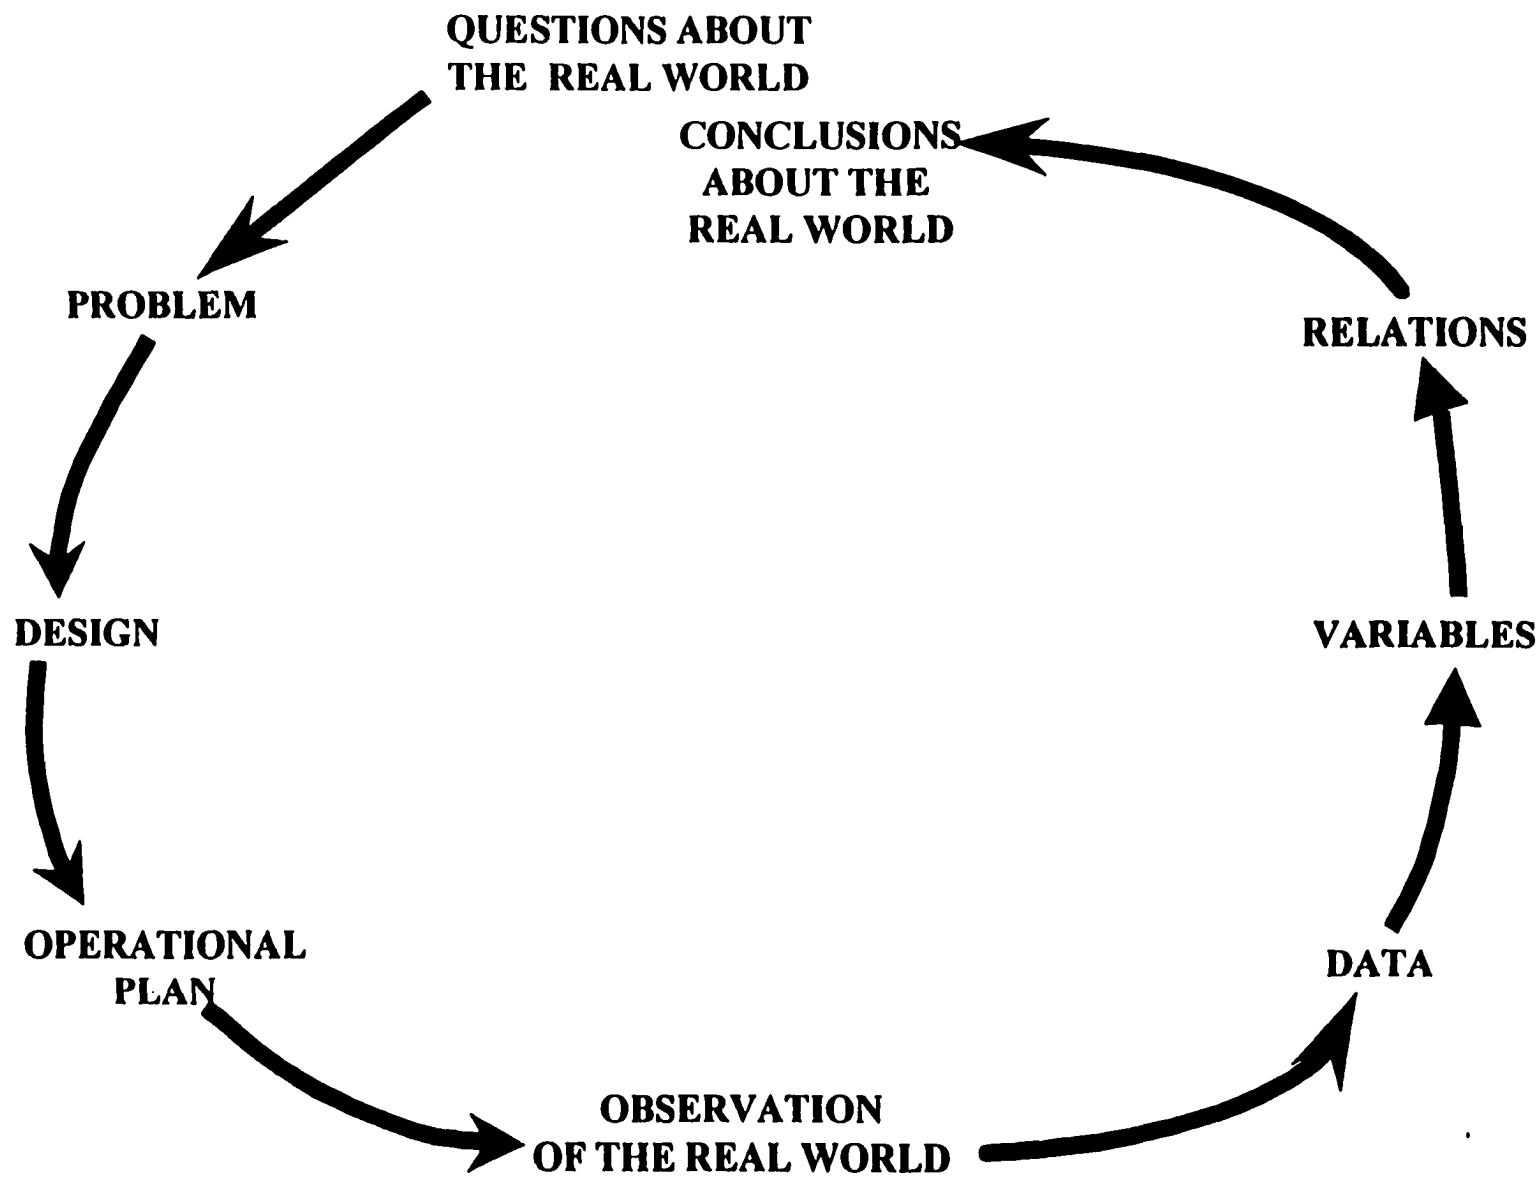 QUESTIONS ABOUT
THE REAL WORLD
CONCLUSIONS
ABOUT THE
REAL WORLD
PROBLEM
RELATIONS
DESIGN
VARIABLES
OPERATIONAL
PLAN
DATA
OBSERVATION
OF THE REAL WORLD